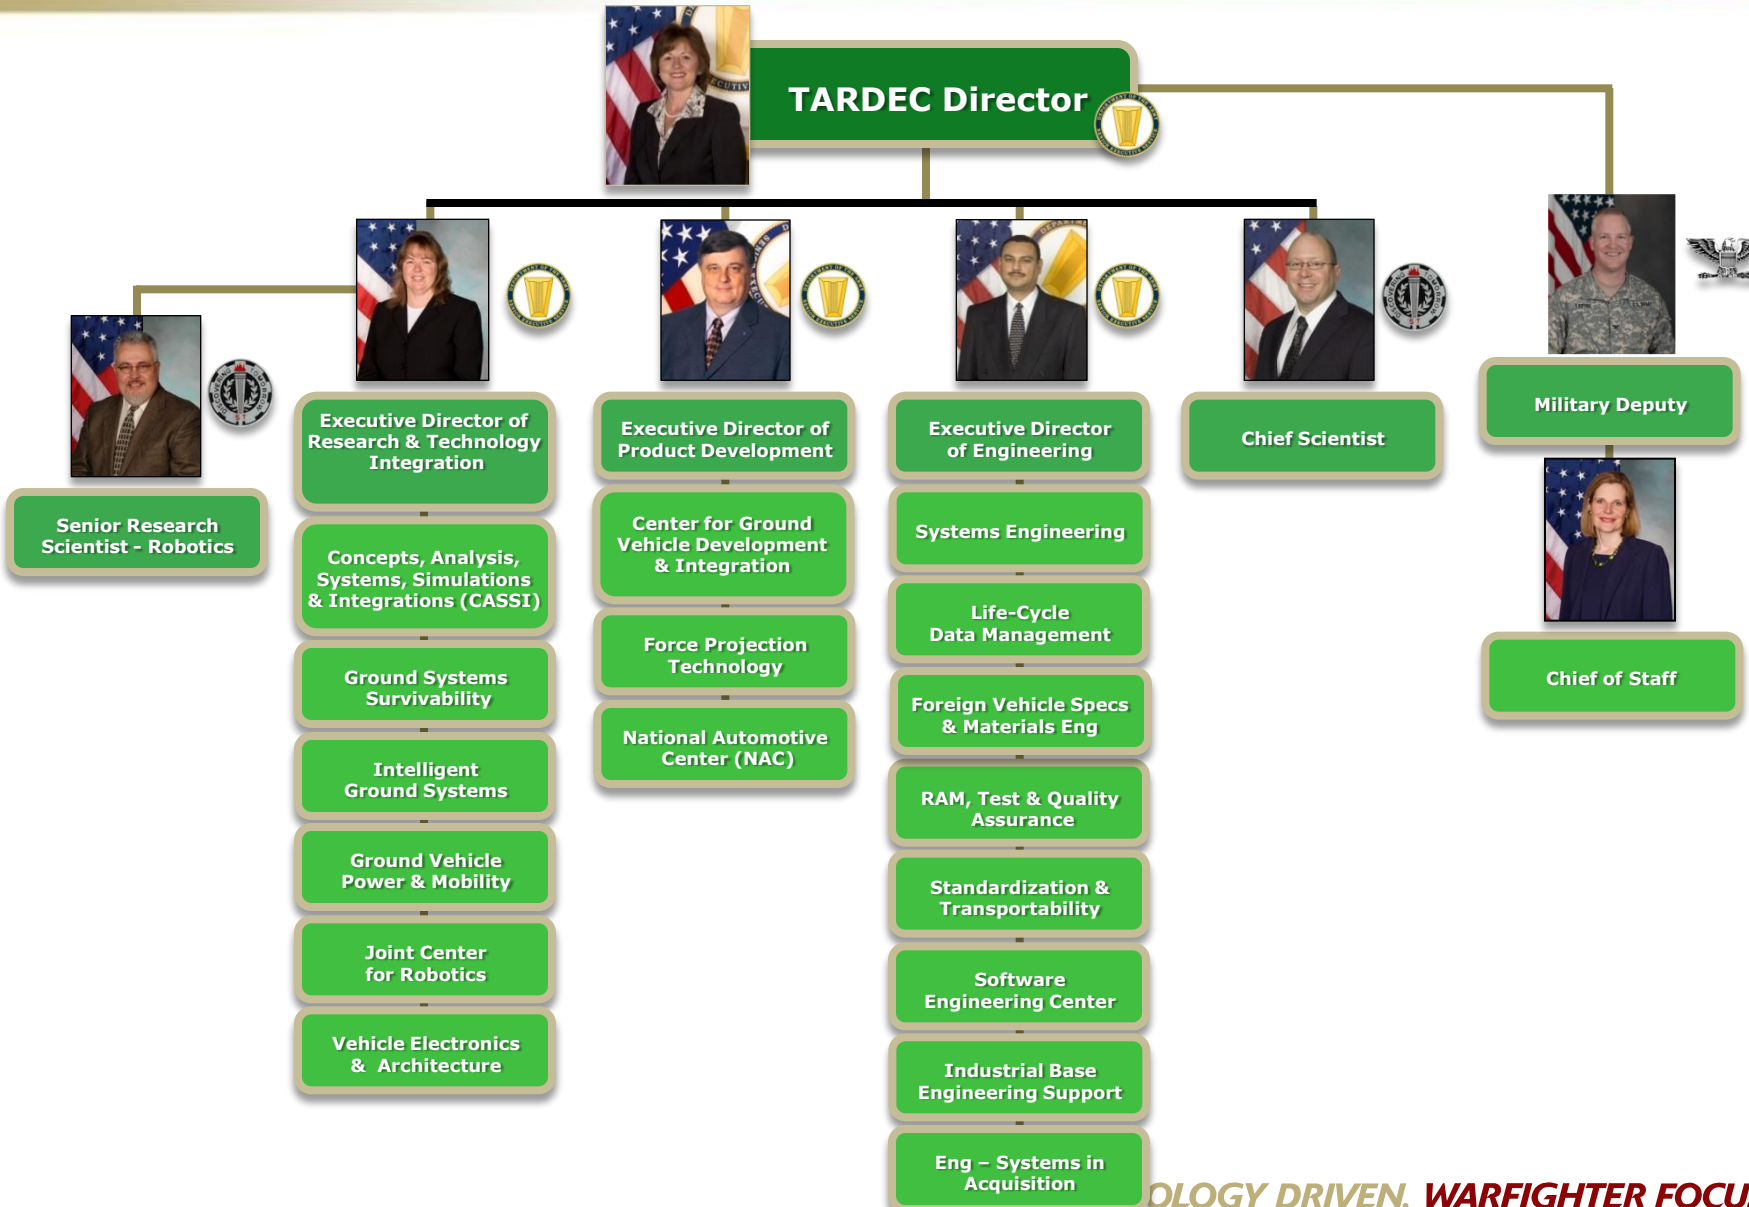 TARDEC Director
Senior Research
Scientist - Robotics
Executive Director of
Research & Technology
Integration
Concepts, Analysis,
Systems, Simulations
& Integrations (CASSI)
Ground Systems
Survivability
Intelligent
Ground Systems
Ground Vehicle
Power & Mobility
Joint Center
for Robotics
Vehicle Electronics
& Architecture
Executive Director of
Product Development
Center for Ground
Vehicle Development
& Integration
Force Projection
Technology
National Automotive
Center (NAC)
Executive Director
of Engineering
Systems Engineering
Life-Cycle
Data Management
Foreign Vehicle Specs
& Materials Eng
RAM, Test & Quality
Assurance
Standardization &
Transportability
Software
Engineering Center
Industrial Base
Engineering Support
Eng – Systems in
Acquisition
Chief Scientist
Military Deputy
Chief of Staff
OLOGY DRIVEN. WARFIGHTER FOCUS